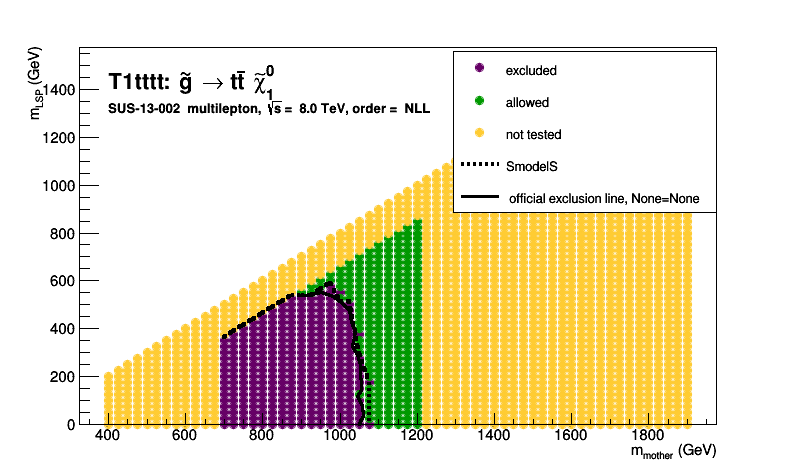 T1tttt: g̃ → tt̄ χ̃₁⁰
SUS-13-002 multilepton, √s = 8.0 TeV, order = NLL
excluded
allowed
not tested
SmodelS
official exclusion line, None=None
m_LSP (GeV)
1400
1200
1000
800
600
400
200
0
400 600 800 1000 1200 1400 1600 1800
m_mother (GeV)